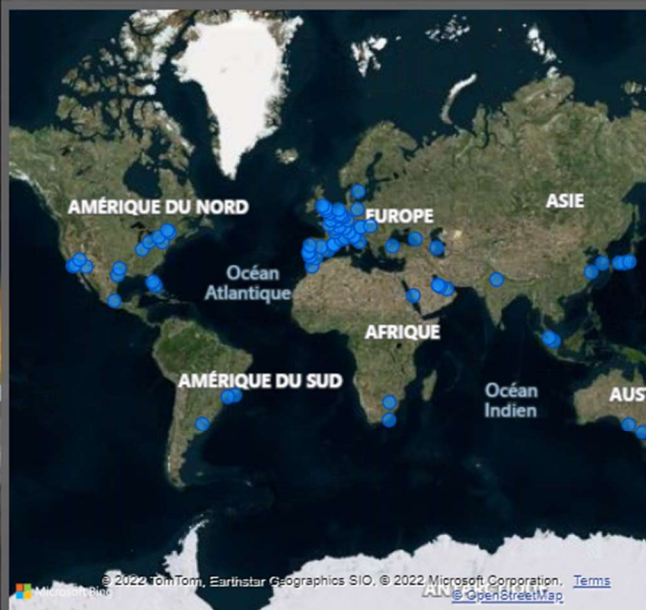 AMÉRIQUE DU NORD
EUROPE
ASIE
Océan
Atlantique
AFRIQUE
AMÉRIQUE DU SUD
Océan
Indien
AUS
Microsoft Bing
© 2022 TomTom, Earthstar Geographics SIO, © 2022 Microsoft Corporation, Terms
© OpenStreetMap